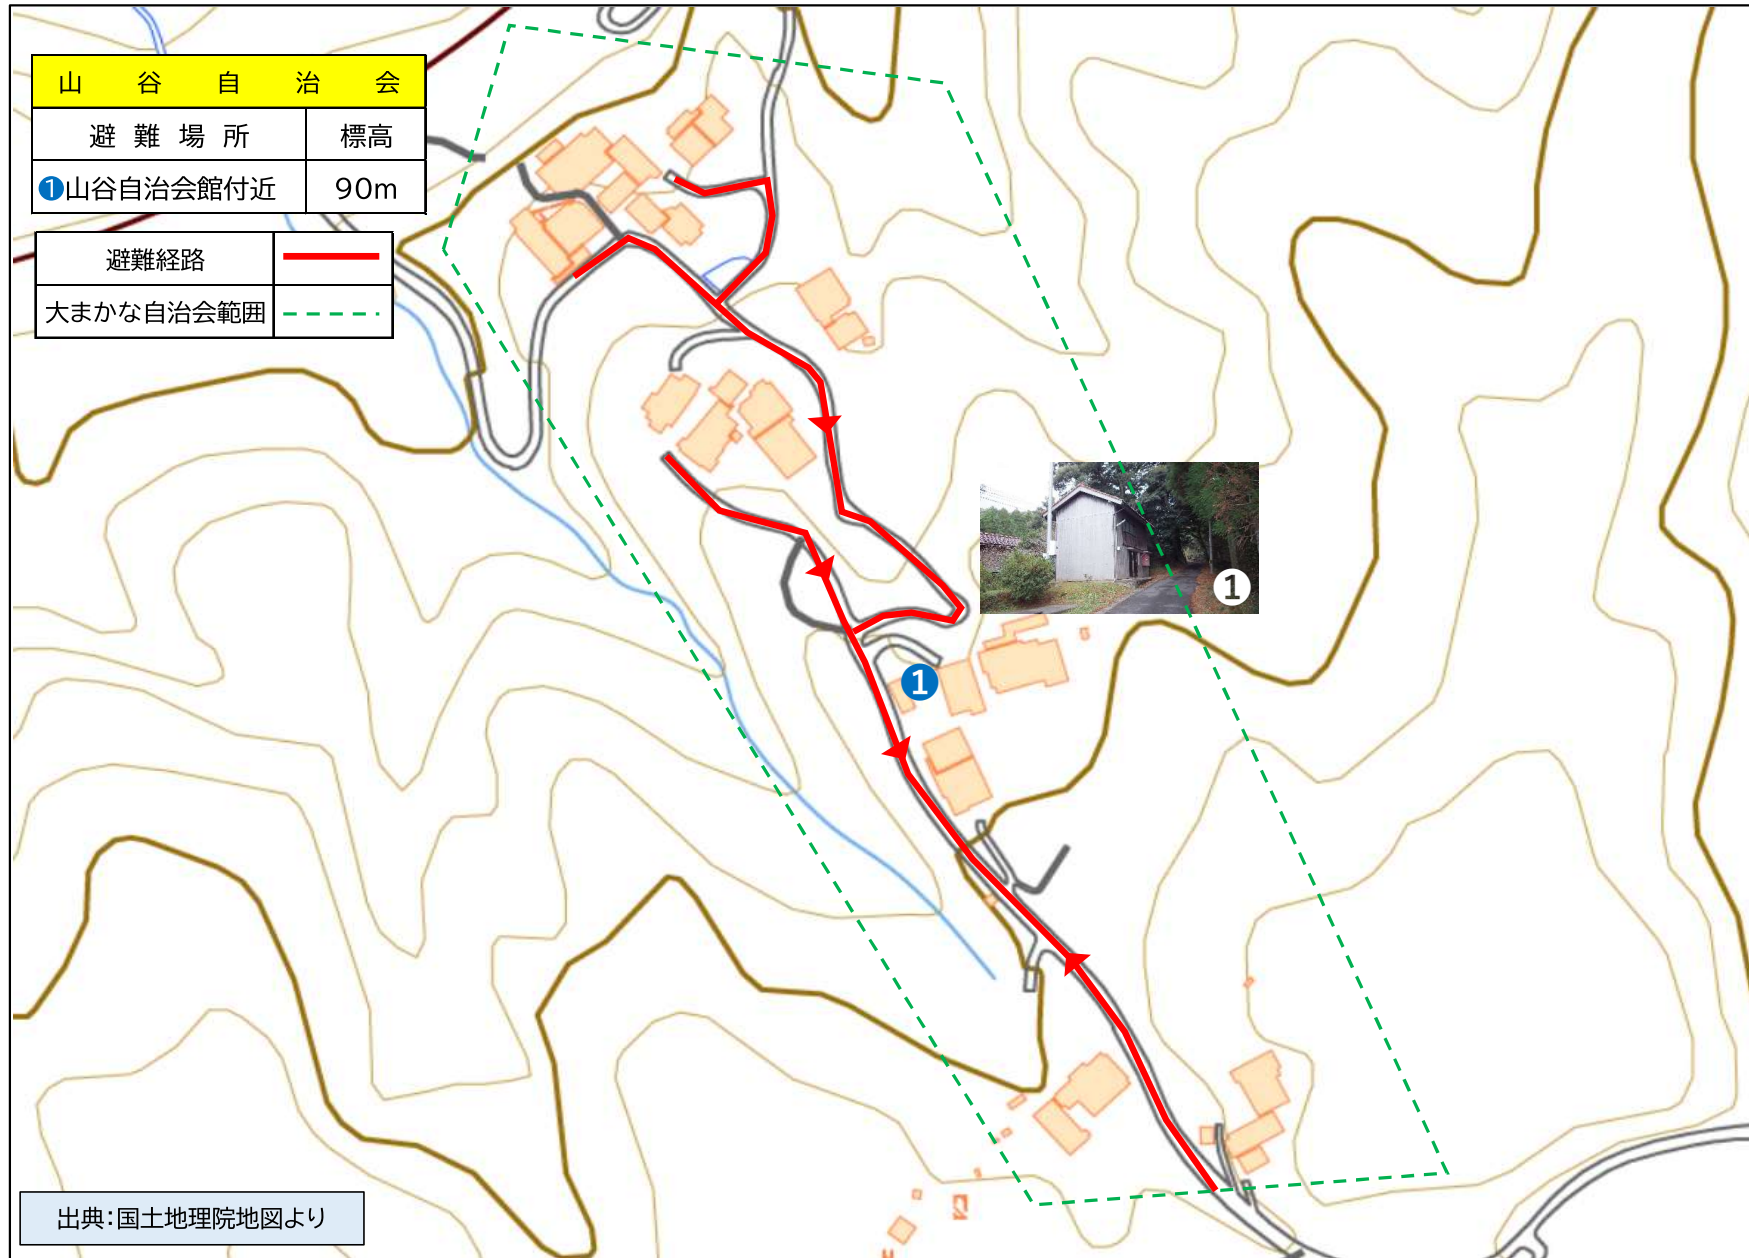 山谷自治会
避難場所 標高
❶山谷自治会館付近 90m
避難経路
大まかな自治会範囲
1
1
出典:国土地理院地図より